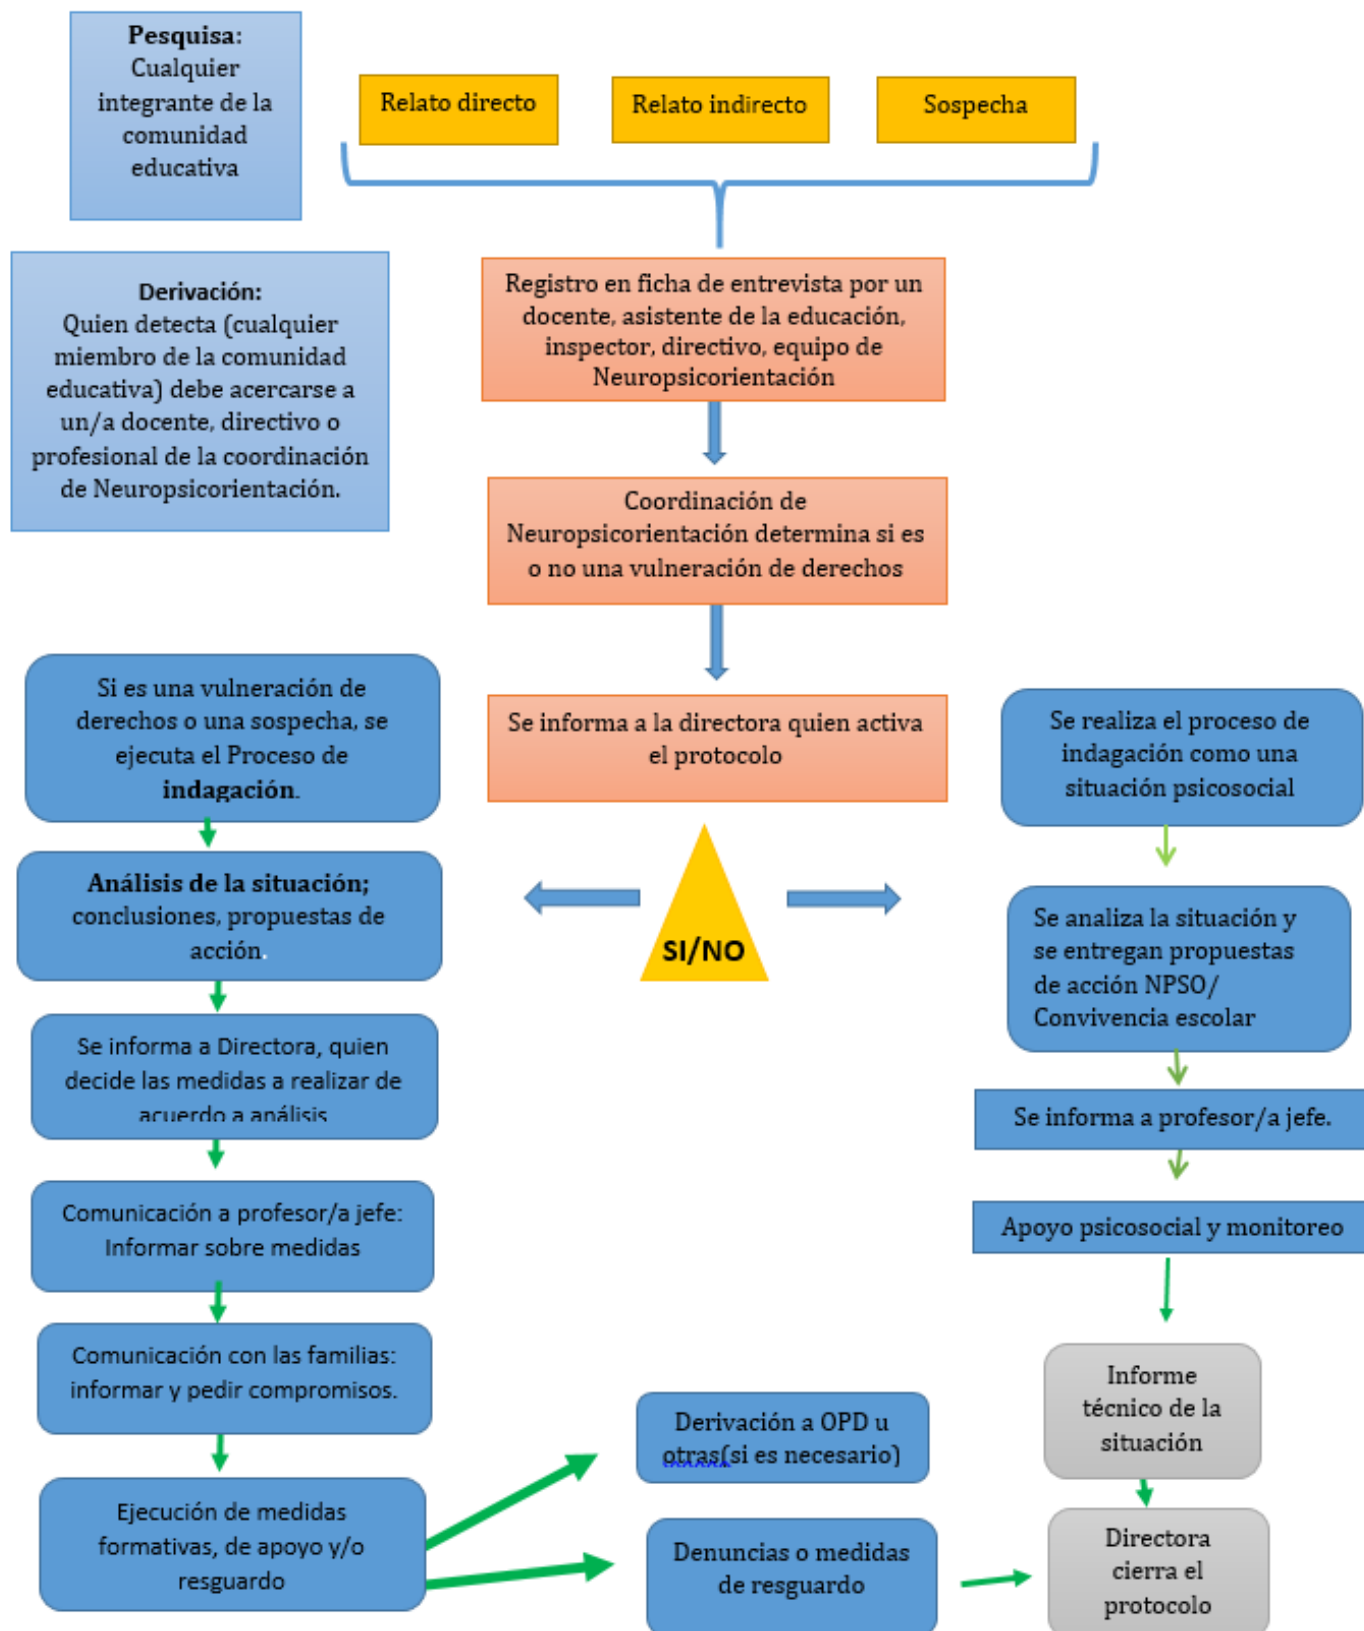 Pesquisa:
Cualquier
integrante de la
comunidad
educativa
Relato directo
Relato indirecto
Sospecha
Derivación:
Quien detecta (cualquier
miembro de la comunidad
educativa) debe acercarse a
un/a docente, directivo o
profesional de la coordinación
de Neuropsicorientación.
Registro en ficha de entrevista por un
docente, asistente de la educación,
inspector, directivo, equipo de
Neuropsicorientación
Coordinación de
Neuropsicorientación determina si es
o no una vulneración de derechos
Se informa a la directora quien activa
el protocolo
SI/NO
Si es una vulneración de
derechos o una sospecha, se
ejecuta el Proceso de
indagación.
Análisis de la situación;
conclusiones, propuestas de
acción.
Se informa a Directora, quien
decide las medidas a realizar de
acuerdo a análisis
Comunicación a profesor/a jefe:
Informar sobre medidas
Comunicación con las familias:
informar y pedir compromisos.
Ejecución de medidas
formativas, de apoyo y/o
resguardo
Derivación a OPD u
otras(si es necesario)
Denuncias o medidas
de resguardo
Se realiza el proceso de
indagación como una
situación psicosocial
Se analiza la situación y
se entregan propuestas
de acción NPSO/
Convivencia escolar
Se informa a profesor/a jefe.
Apoyo psicosocial y monitoreo
Informe
técnico de la
situación
Directora
cierra el
protocolo